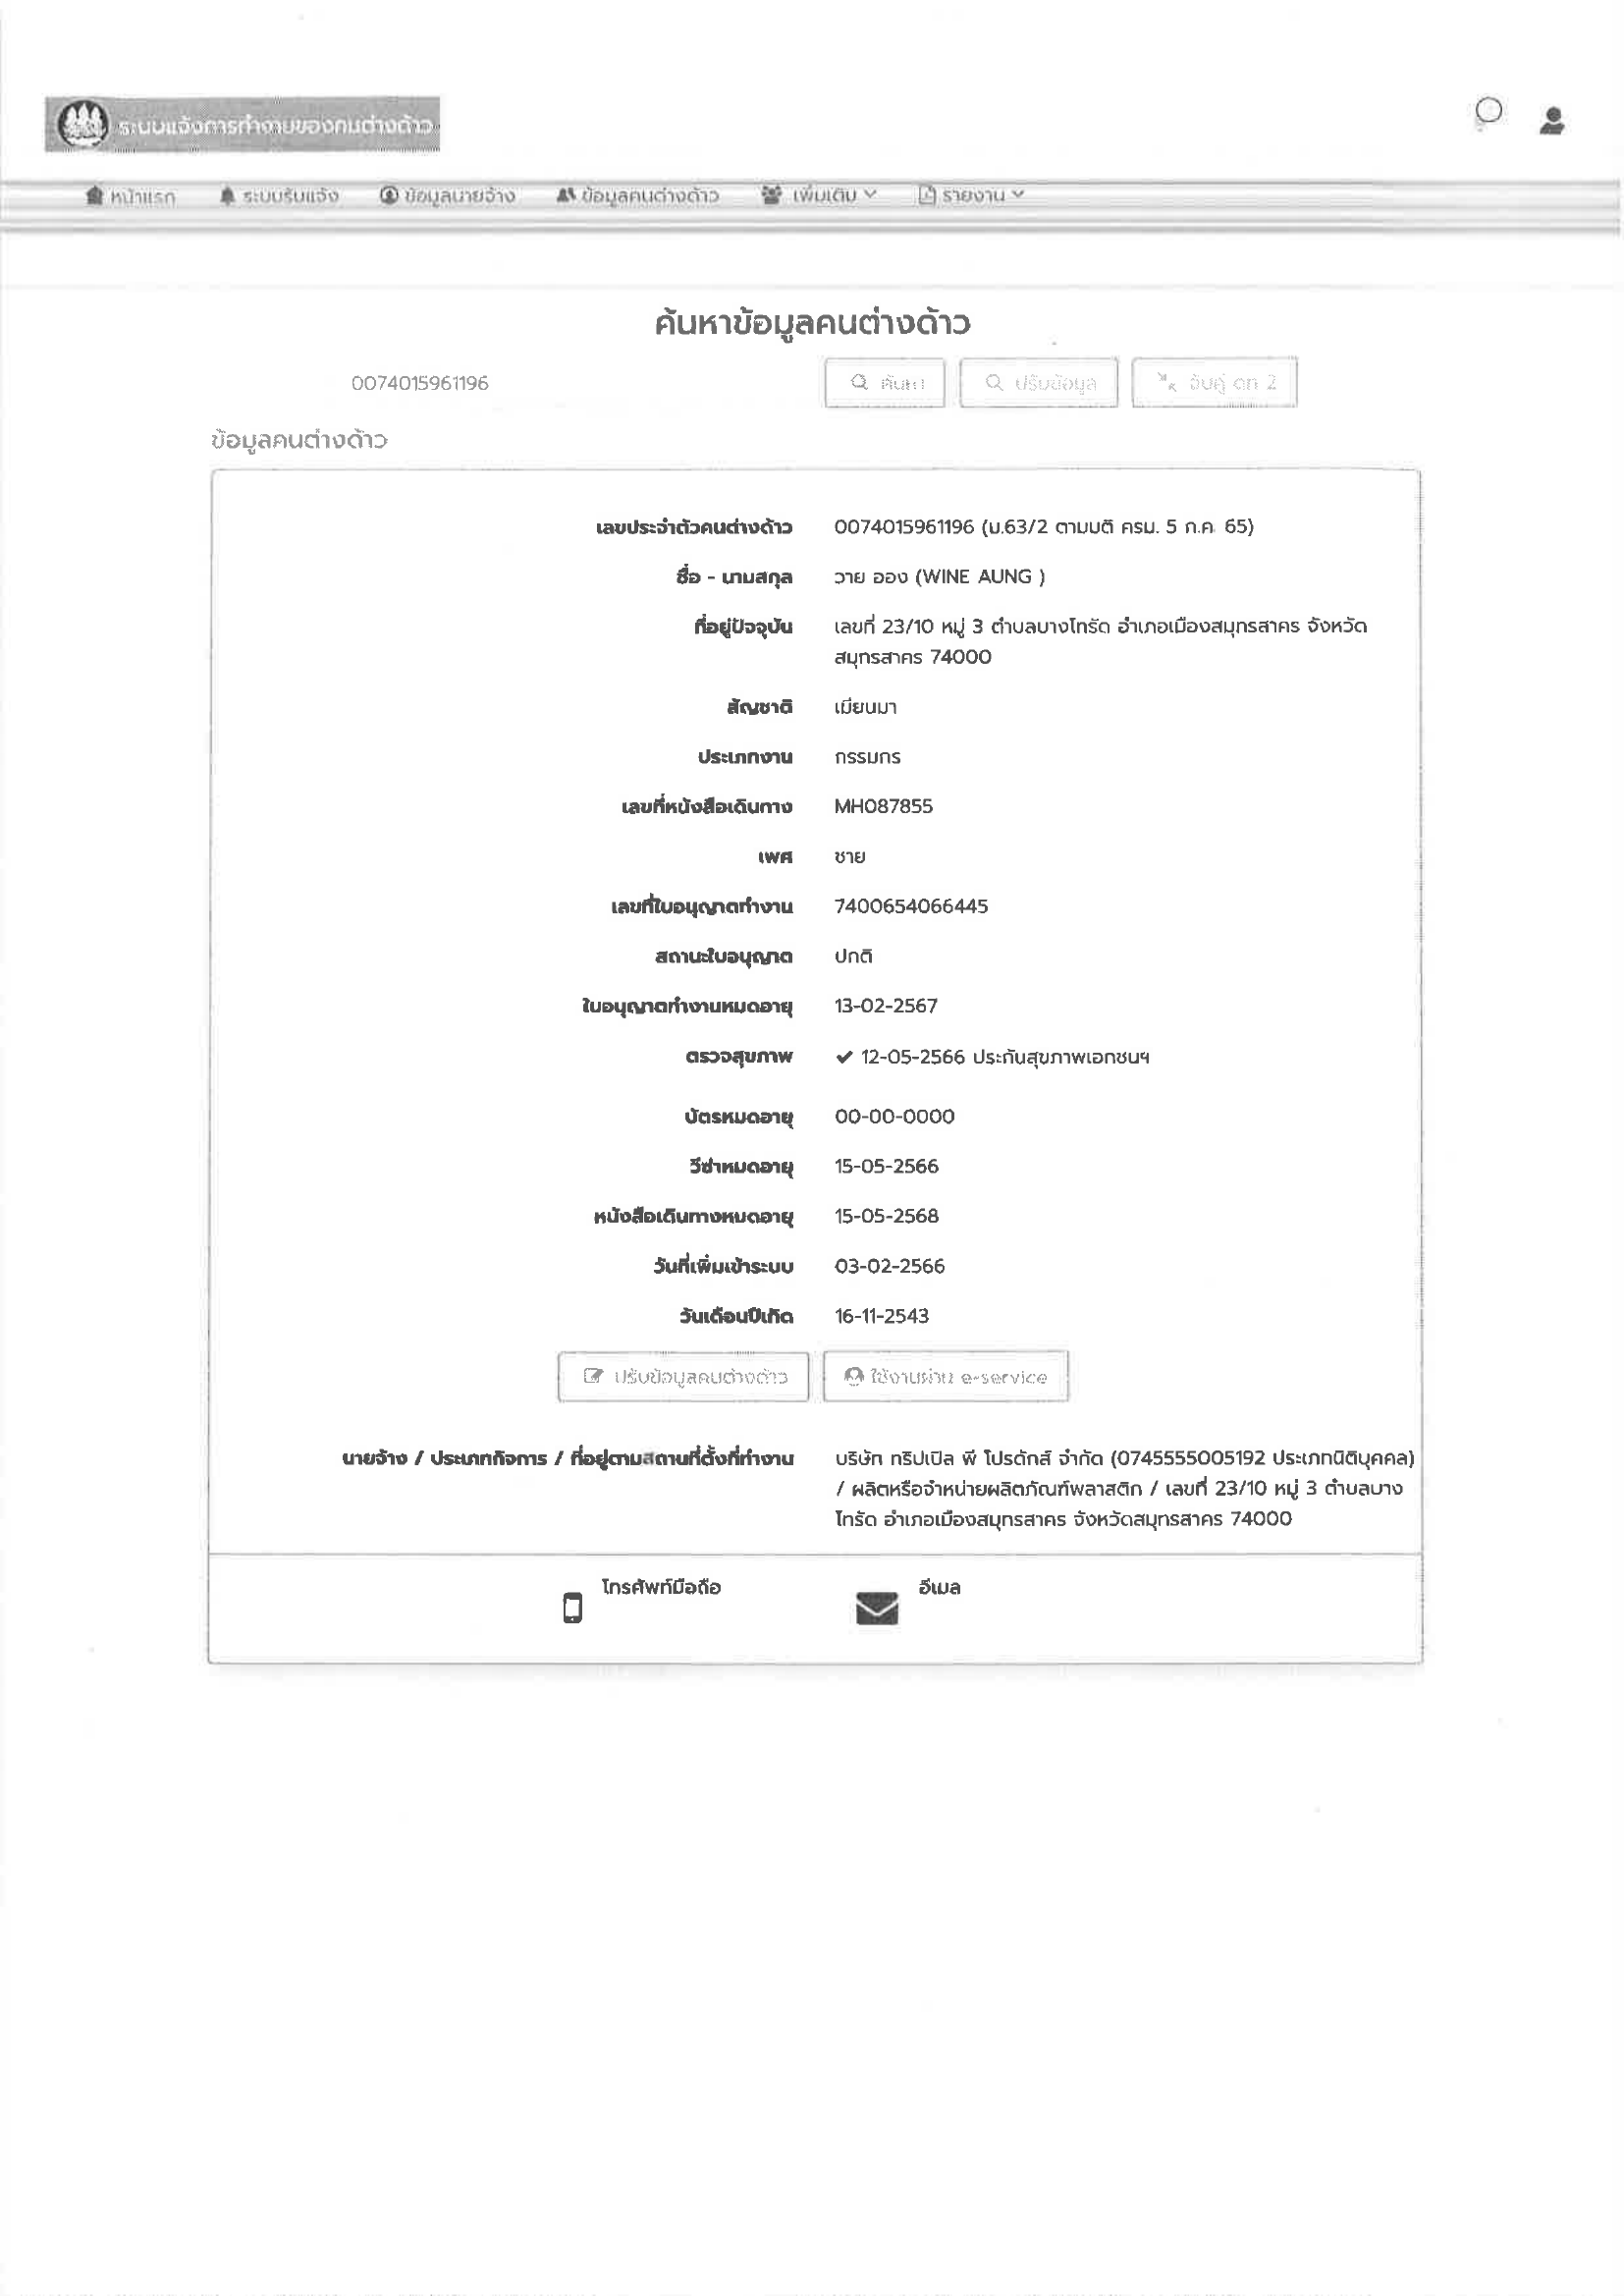 ระบบแจ้งการทำงานของคนต่างด้าว
หน้าแรก ระบบรับแจ้ง ข้อมูลนายจ้าง ข้อมูลคนต่างด้าว เพิ่มเติม รายงาน
ค้นหาข้อมูลคนต่างด้าว
0074015961196 ค้นหา ปรับข้อมูล จับคู่ ตท 2
ข้อมูลคนต่างด้าว
เลขประจำตัวคนต่างด้าว 0074015961196 (ม.63/2 ตามมติ ครม. 5 ก.ค. 65)
ชื่อ - นามสกุล วาย ออง (WINE AUNG )
ที่อยู่ปัจจุบัน เลขที่ 23/10 หมู่ 3 ตำบลบางโทรัด อำเภอเมืองสมุทรสาคร จังหวัด
สมุทรสาคร 74000
สัญชาติ เมียนมา
ประเภทงาน กรรมกร
เลขที่หนังสือเดินทาง MH087855
เพศ ชาย
เลขที่ใบอนุญาตทำงาน 7400654066445
สถานะใบอนุญาต ปกติ
ใบอนุญาตทำงานหมดอายุ 13-02-2567
ตรวจสุขภาพ ✔ 12-05-2566 ประกันสุขภาพเอกชนฯ
บัตรหมดอายุ 00-00-0000
วีซ่าหมดอายุ 15-05-2566
หนังสือเดินทางหมดอายุ 15-05-2568
วันที่เพิ่มเข้าระบบ 03-02-2566
วันเดือนปีเกิด 16-11-2543
ปรับข้อมูลคนต่างด้าว ใช้งานผ่าน e-service
นายจ้าง / ประเภทกิจการ / ที่อยู่ตามสถานที่ตั้งที่ทำงาน บริษัท ทริปเปิล พี โปรดักส์ จำกัด (0745555005192 ประเภทนิติบุคคล)
/ ผลิตหรือจำหน่ายผลิตภัณฑ์พลาสติก / เลขที่ 23/10 หมู่ 3 ตำบลบาง
โทรัด อำเภอเมืองสมุทรสาคร จังหวัดสมุทรสาคร 74000
โทรศัพท์มือถือ อีเมล